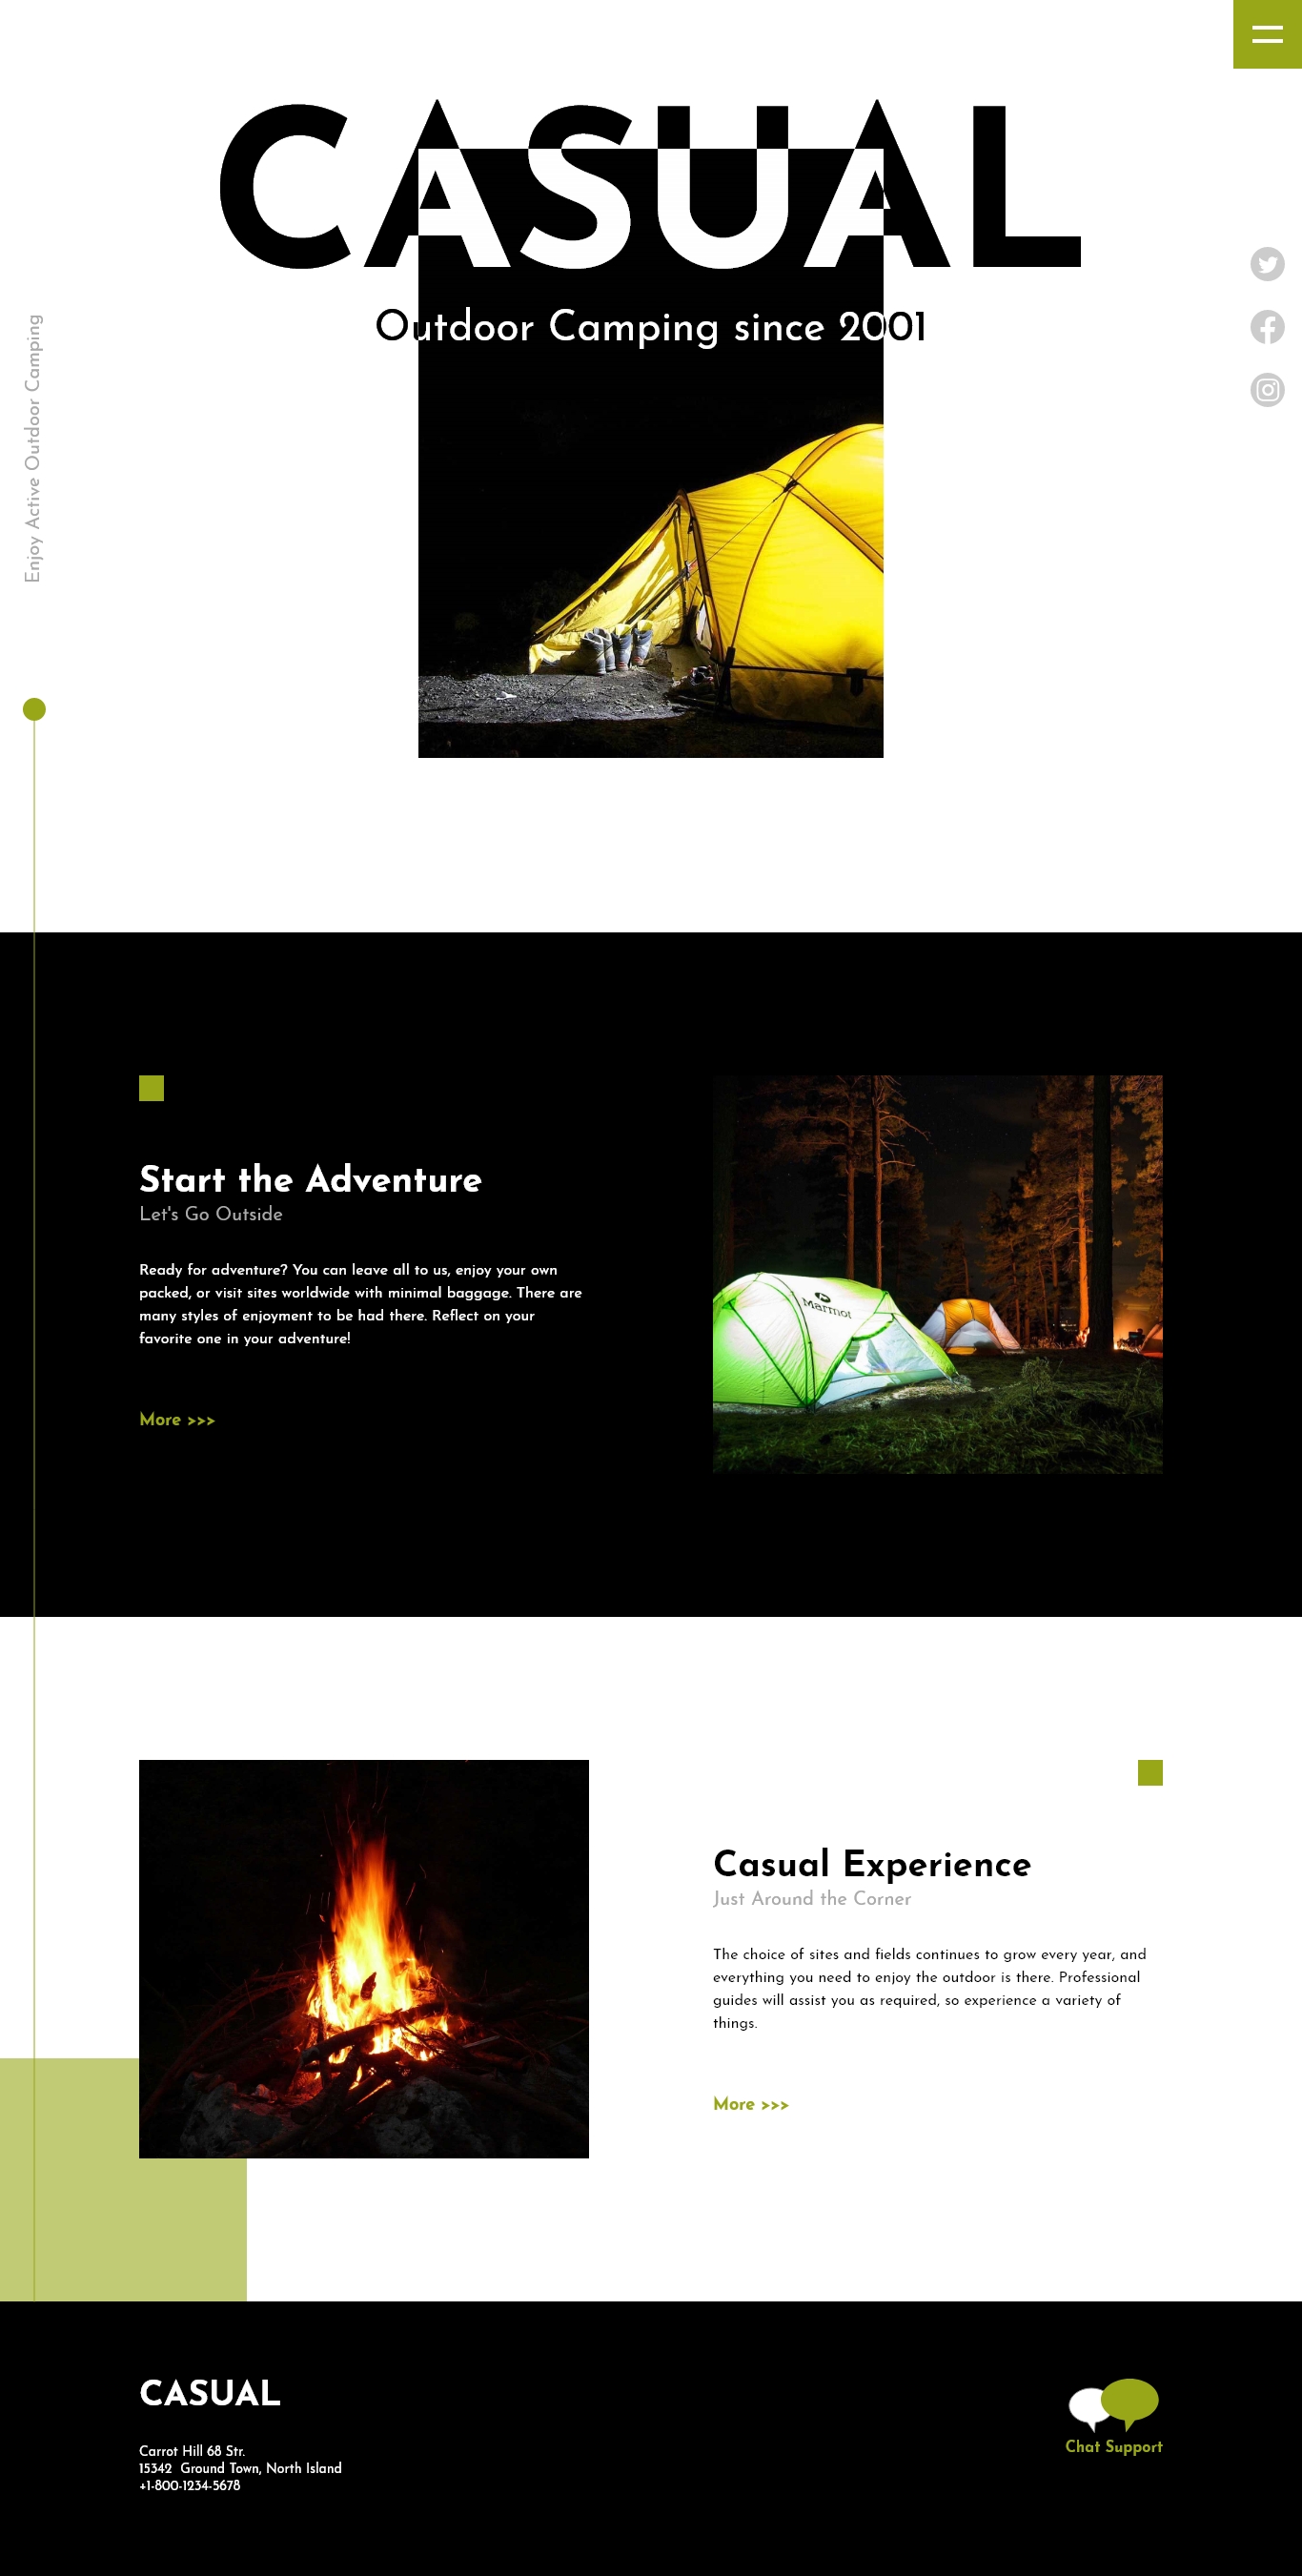 CASUAL
Outdoor Camping since 2001
Enjoy Active Outdoor Camping
Start the Adventure
Let's Go Outside
Ready for adventure? You can leave all to us, enjoy your own
packed, or visit sites worldwide with minimal baggage. There are
many styles of enjoyment to be had there. Reflect on your
favorite one in your adventure!
More >>>
Marmot
Casual Experience
Just Around the Corner
The choice of sites and fields continues to grow every year, and
everything you need to enjoy the outdoor is there. Professional
guides will assist you as required, so experience a variety of
things.
More >>>
CASUAL
Carrot Hill 68 Str.
15342  Ground Town, North Island
+1-800-1234-5678
Chat Support